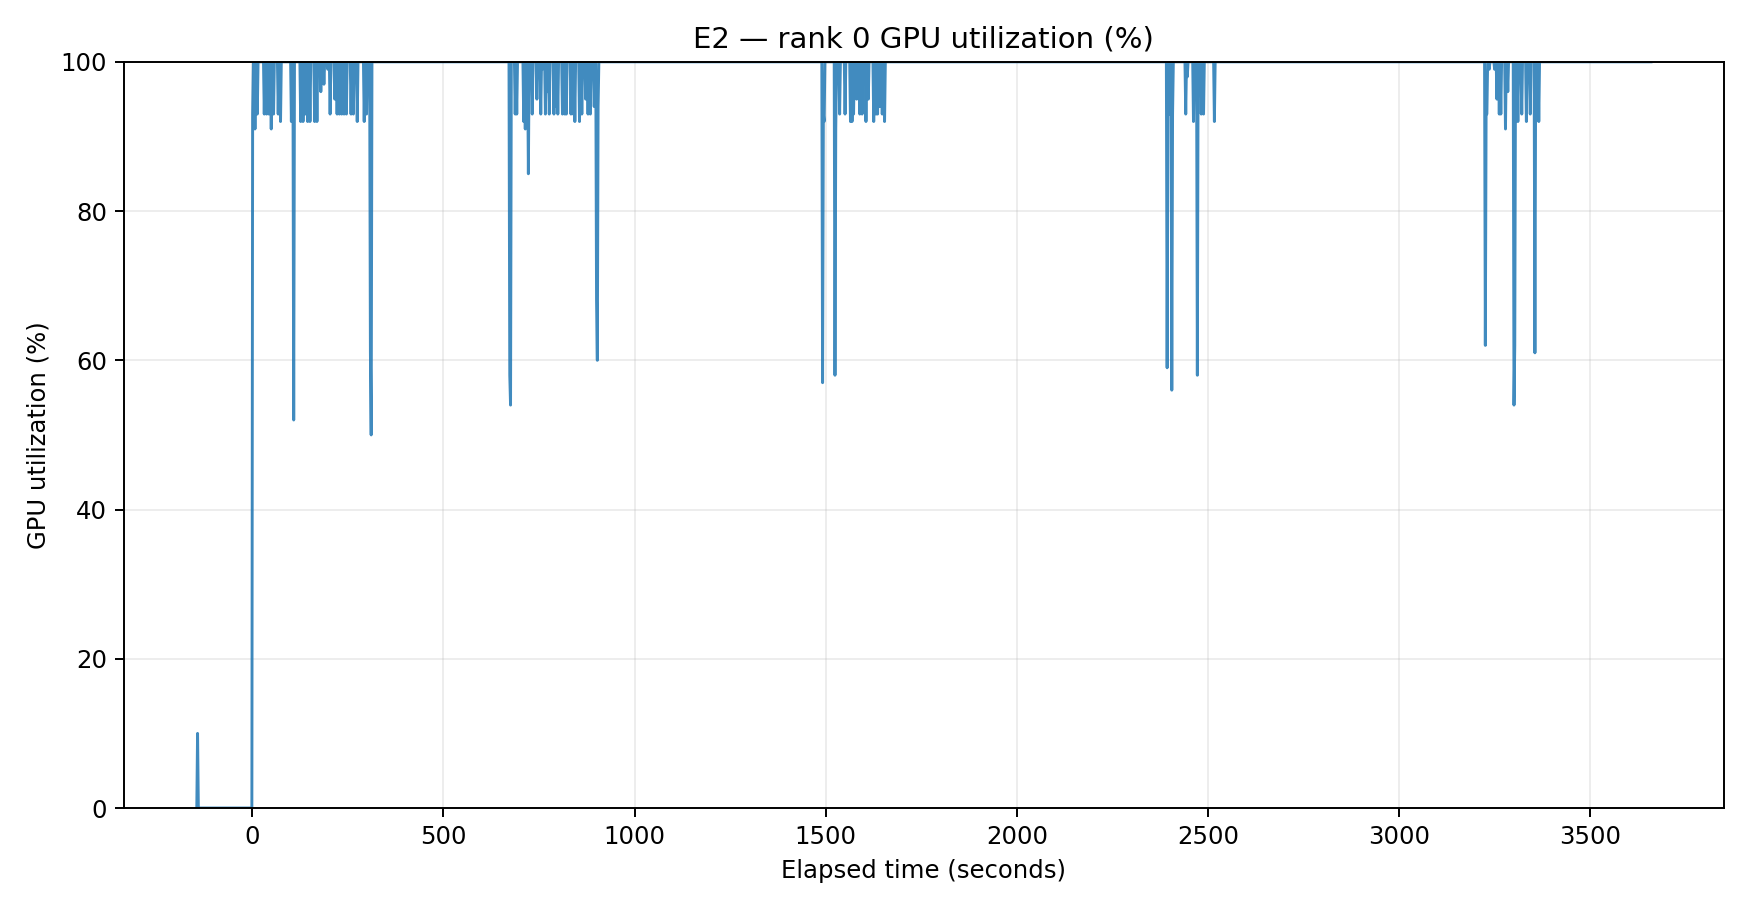 E2 — rank 0 GPU utilization (%)
100
80
60
40
20
0
GPU utilization (%)
0 500 1000 1500 2000 2500 3000 3500
Elapsed time (seconds)